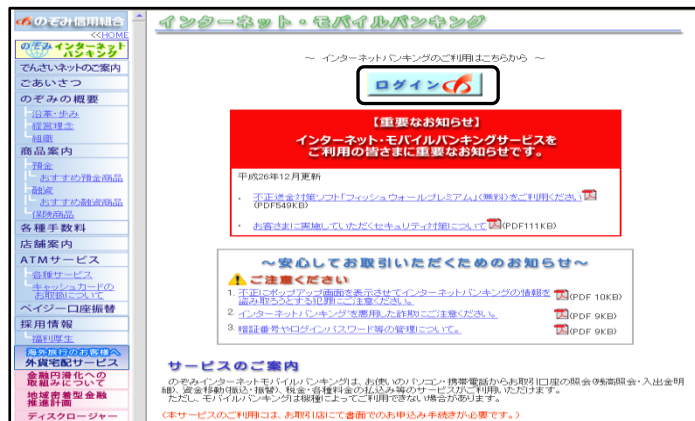 のぞみ信用組合
<<HOME
のぞみインターネット
バンキング
でんさいネットのご案内
ごあいさつ
のぞみの概要
沿革・歩み
経営理念
組織
商品案内
預金
おすすめ預金商品
融資
おすすめ融資商品
保険商品
各種手数料
店舗案内
ATMサービス
各種サービス
キャッシュカードの
お取扱について
ペイジー口座振替
採用情報
福利厚生
海外旅行のお客様へ
外貨宅配サービス
金融円滑化への
取組みについて
地域密着型金融
推進計画
ディスクロージャー
インターネット・モバイルバンキング
～ インターネットバンキングのご利用はこちらから ～
ログイン
【重要なお知らせ】
インターネット・モバイルバンキングサービスを
ご利用の皆さまに重要なお知らせです。
平成26年12月更新
・ 不正送金対策ソフト「フィッシュウォールプレミアム」（無料）をご利用ください
(PDF549KB)
・ お客さまに実施していただくセキュリティ対策について (PDF111KB)
～安心してお取引いただくためのお知らせ～
ご注意ください
1. 不正にポップアップ画面を表示させてインターネットバンキングの情報を
盗み取ろうとする犯罪にご注意ください。 (PDF 10KB)
2. インターネットバンキングを悪用した詐欺にご注意ください。 (PDF 9KB)
3. 暗証番号やログインパスワード等の管理について。 (PDF 9KB)
サービスのご案内
のぞみインターネットモバイルバンキングは、お使いのパソコン・携帯電話からお取引口座の照会（残高照会・入出金明
細）、資金移動（振込・振替）、税金・各種料金の払込み等のサービスがご利用いただけます。
ただし、モバイルバンキングは機種によってご利用できない場合があります。
（本サービスのご利用には、お取引店にて書面でのお申込み手続きが必要です。）